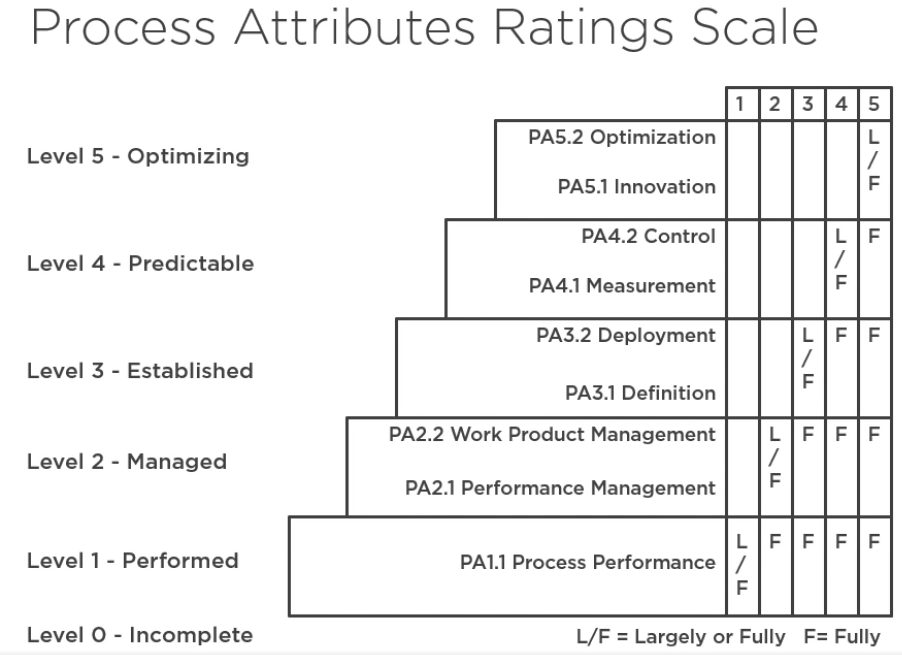 Process Attributes Ratings Scale
1 2 3 4 5
Level 5 - Optimizing
PA5.2 Optimization
L
/
F
PA5.1 Innovation
Level 4 - Predictable
PA4.2 Control
L
/
F
F
PA4.1 Measurement
Level 3 - Established
PA3.2 Deployment
L
/
F
F F
PA3.1 Definition
Level 2 - Managed
PA2.2 Work Product Management
L
/
F
F F F
PA2.1 Performance Management
Level 1 - Performed
PA1.1 Process Performance
L
/
F
F F F F
Level 0 - Incomplete
L/F = Largely or Fully F= Fully